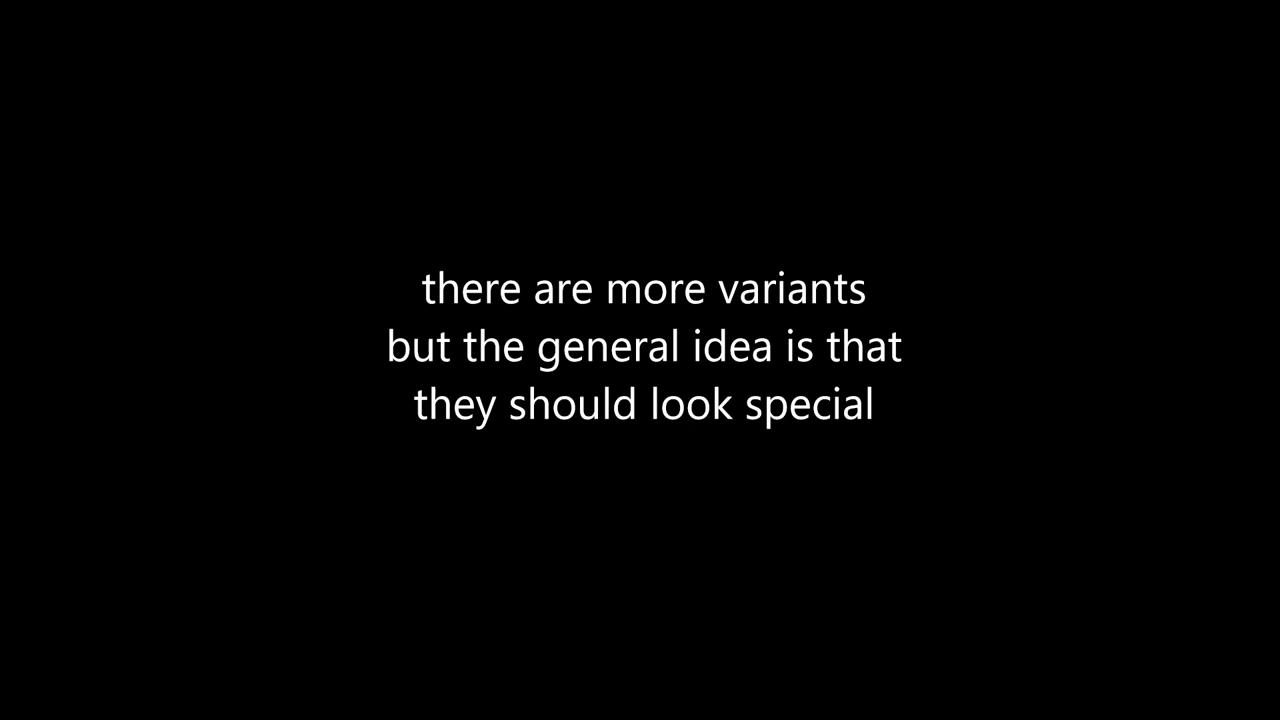 there are more variants
but the general idea is that
they should look special